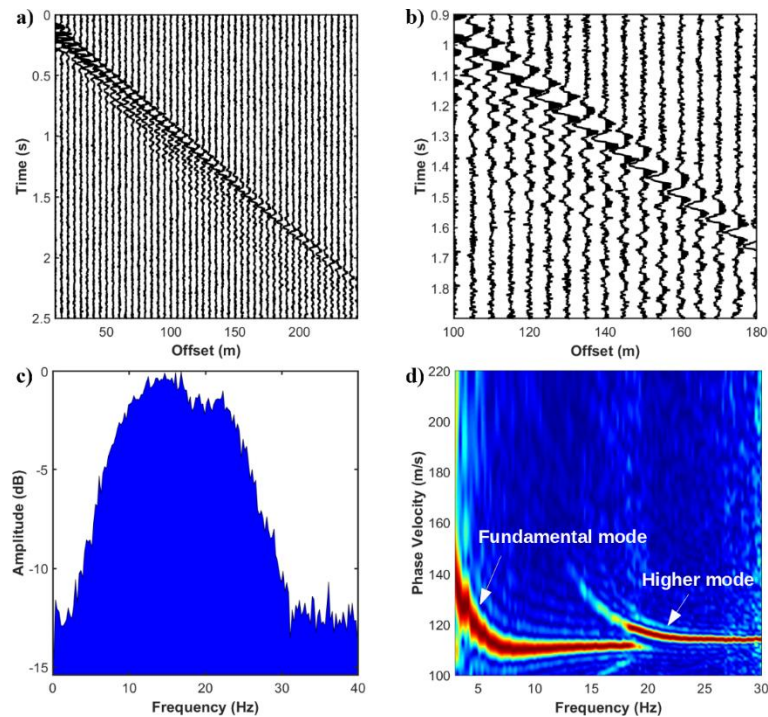 a)
0
0.5
1
1.5
2
2.5
Time (s)
50 100 150 200
Offset (m)
b)
0.9
1
1.1
1.2
1.3
1.4
1.5
1.6
1.7
1.8
Time (s)
100 120 140 160 180
Offset (m)
c)
0
-5
-10
-15
Amplitude (dB)
0 10 20 30 40
Frequency (Hz)
d)
220
200
180
160
140
120
100
Phase Velocity (m/s)
Fundamental mode
Higher mode
5 10 15 20 25 30
Frequency (Hz)